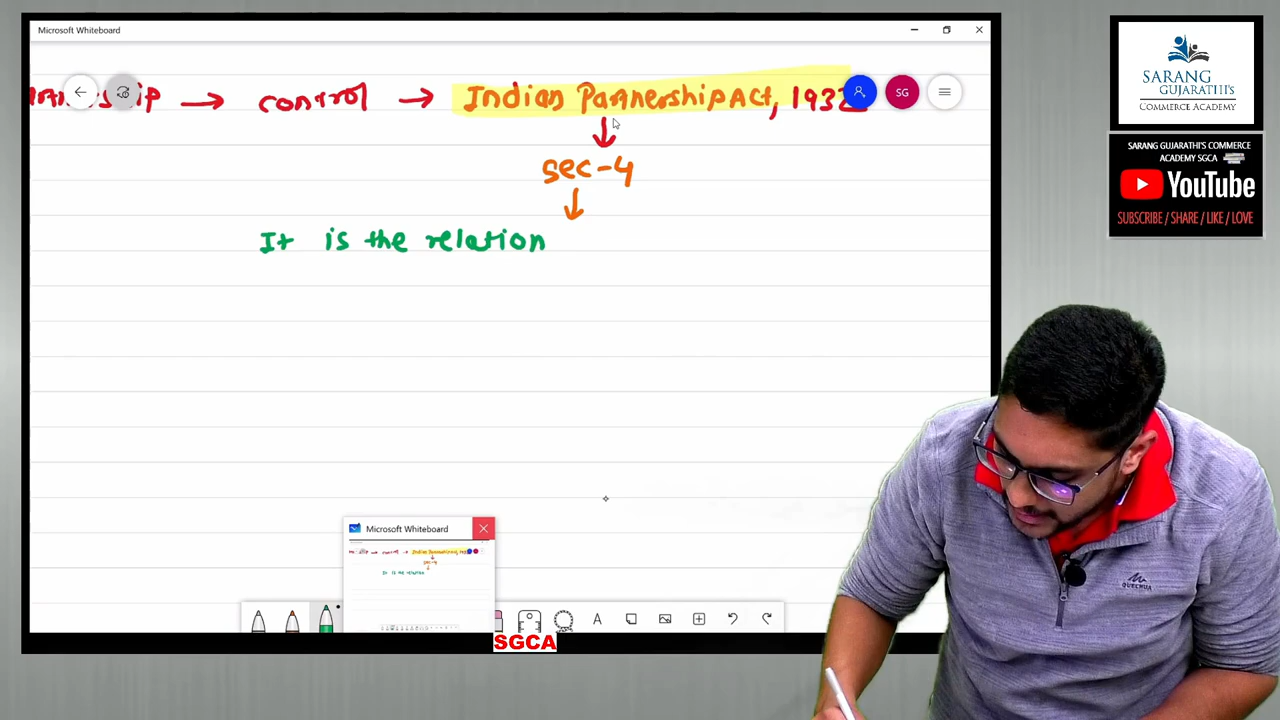 Microsoft Whiteboard
→ control → Indian Partnership Act, 1932
SG
sec-4
It is the relation
Microsoft Whiteboard
SGCA
SARANG
GUJARATHI'S
COMMERCE ACADEMY
SARANG GUJARATHI'S COMMERCE
ACADEMY SGCA
YouTube
SUBSCRIBE / SHARE / LIKE / LOVE
QUECHUA